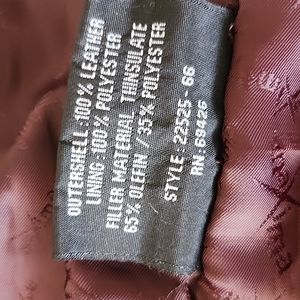 OUTERSHELL:100% LEATHER
LINING:100% POLYESTER
FILLER MATERIAL THINSULATE
65% OLEFIN / 35% POLYESTER
STYLE: 22525-66
RN: 69426